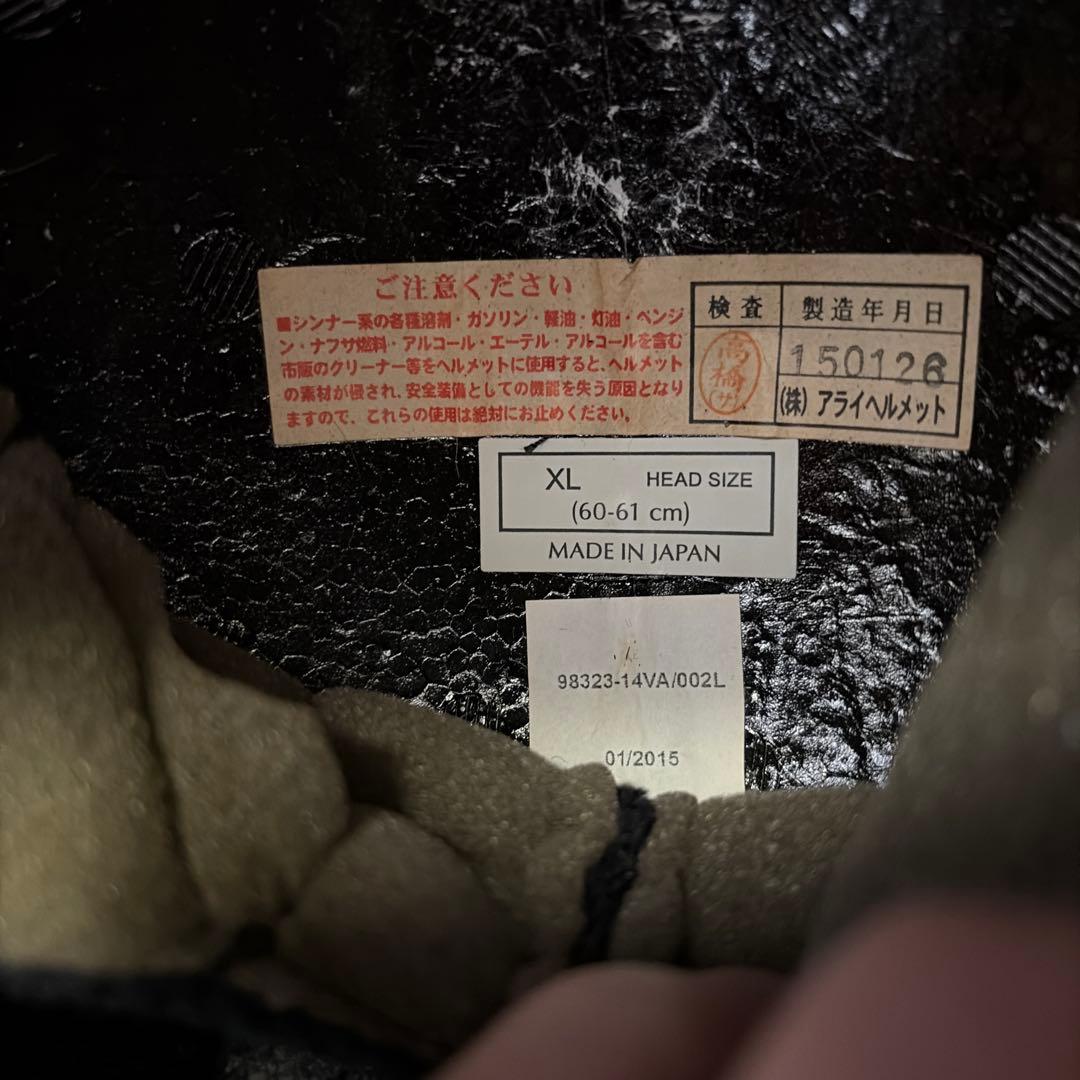 ご注意ください
■シンナー系の各種溶剤・ガソリン・軽油・灯油・ベンジ
ン・ナフサ燃料・アルコール・エーテル・アルコールを含む
市販のクリーナー等をヘルメットに使用すると、ヘルメット
の素材が侵され、安全装備としての機能を失う原因となり
ますので、これらの使用は絶対にお止めください。
検査
高橋
(サ)
製造年月日
150126
(株) アライヘルメット
XL HEAD SIZE
(60-61 cm)
MADE IN JAPAN
98323-14VA/002L
01/2015